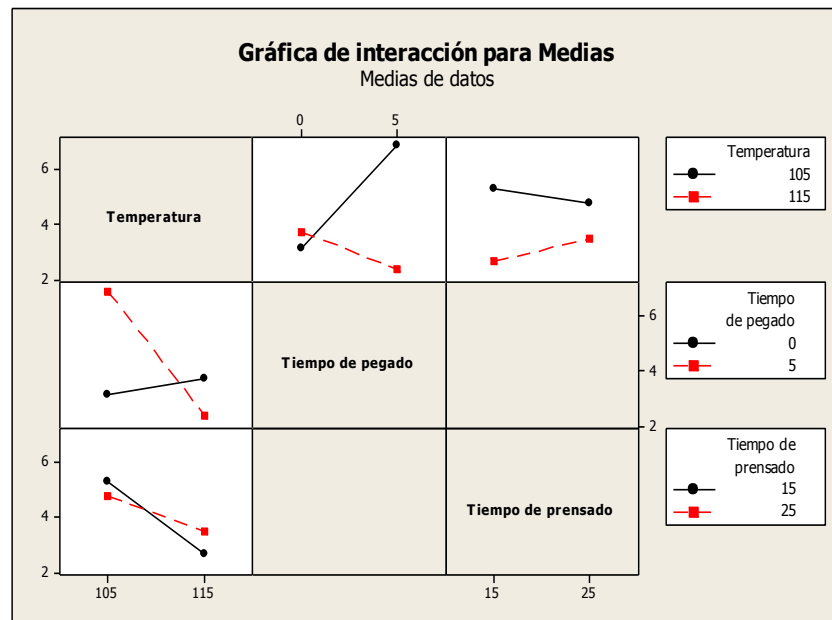 Gráfica de interacción para Medias
Medias de datos
0 5
6
4
2
Temperatura
Temperatura
105
115
Tiempo de pegado
6
4
2
Tiempo
de pegado
0
5
6
4
2
Tiempo de prensado
Tiempo de
prensado
15
25
105 115 15 25